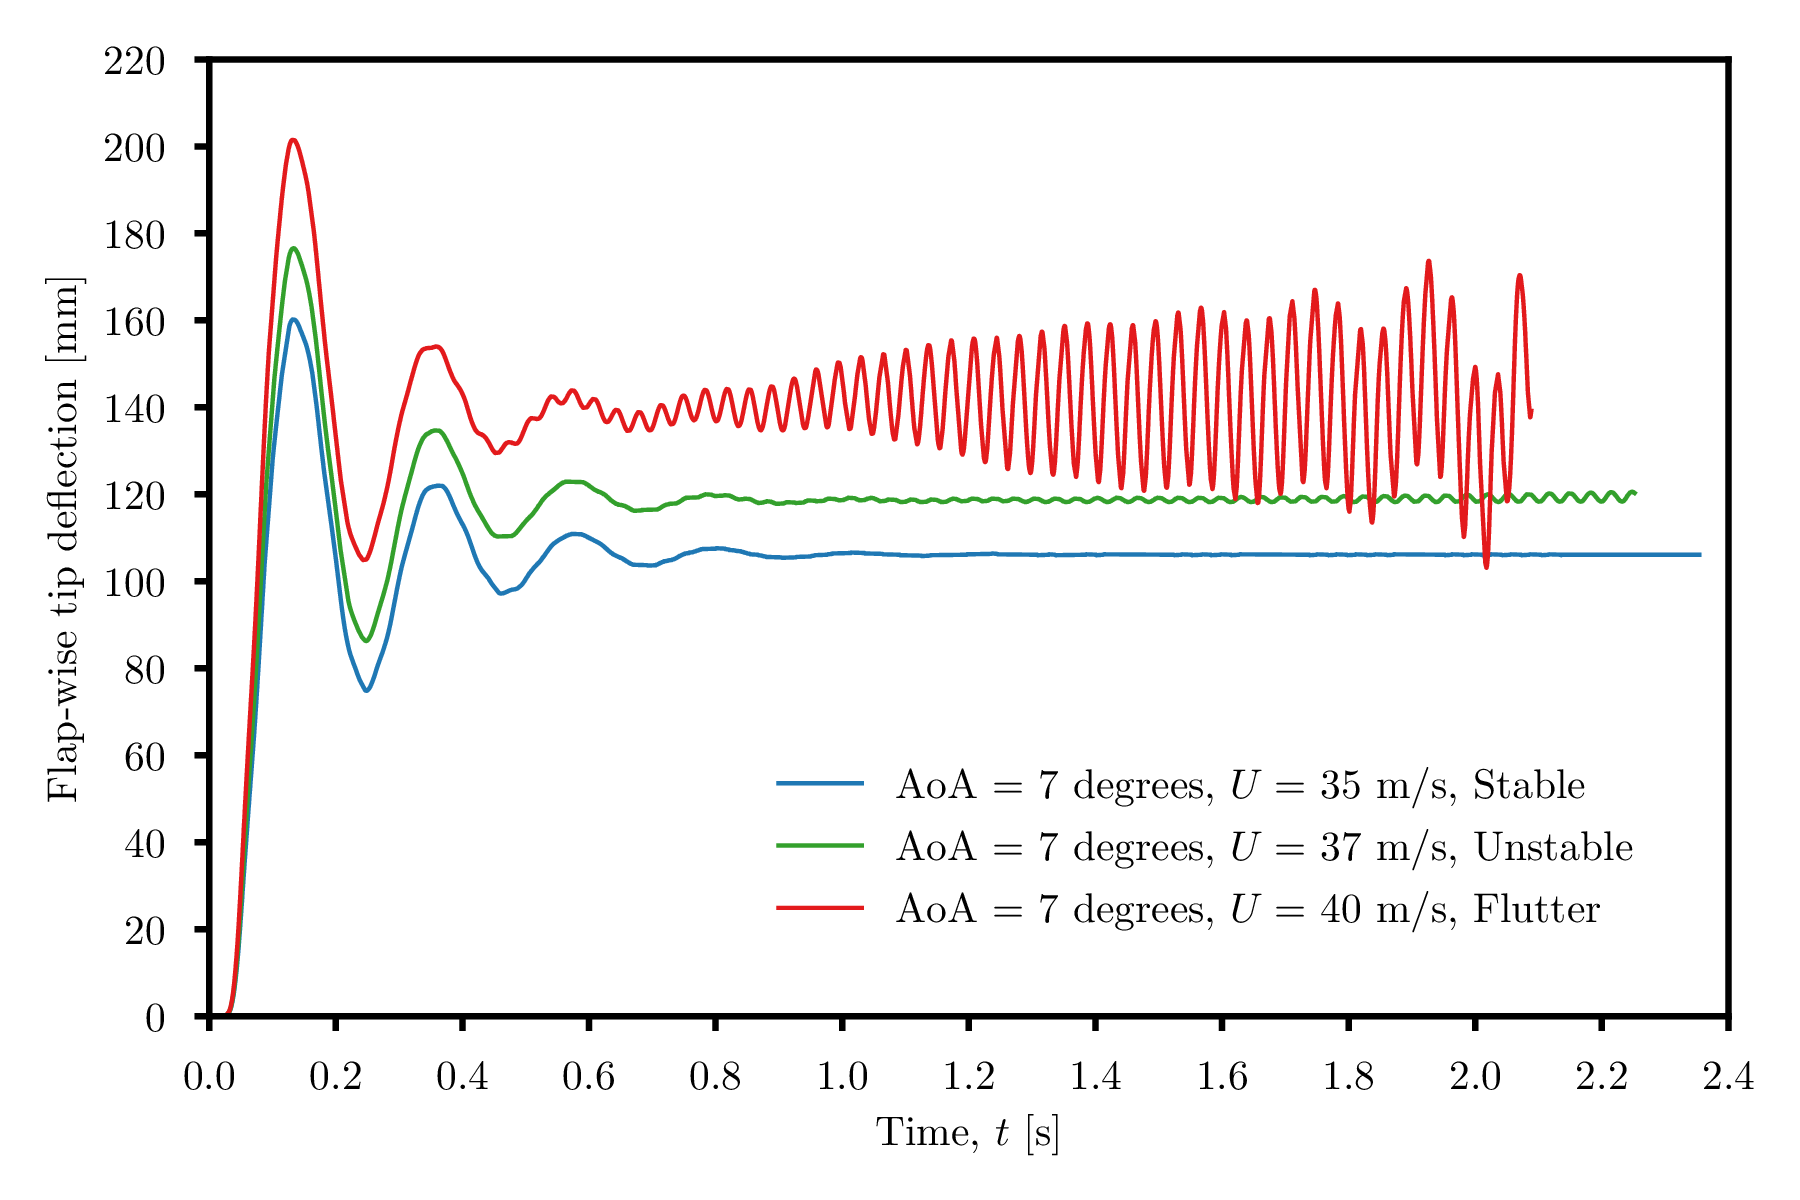 220
200
180
160
140
120
100
80
60
40
20
0
Flap-wise tip deflection [mm]
AoA = 7 degrees, U = 35 m/s, Stable
AoA = 7 degrees, U = 37 m/s, Unstable
AoA = 7 degrees, U = 40 m/s, Flutter
0.0 0.2 0.4 0.6 0.8 1.0 1.2 1.4 1.6 1.8 2.0 2.2 2.4
Time, t [s]